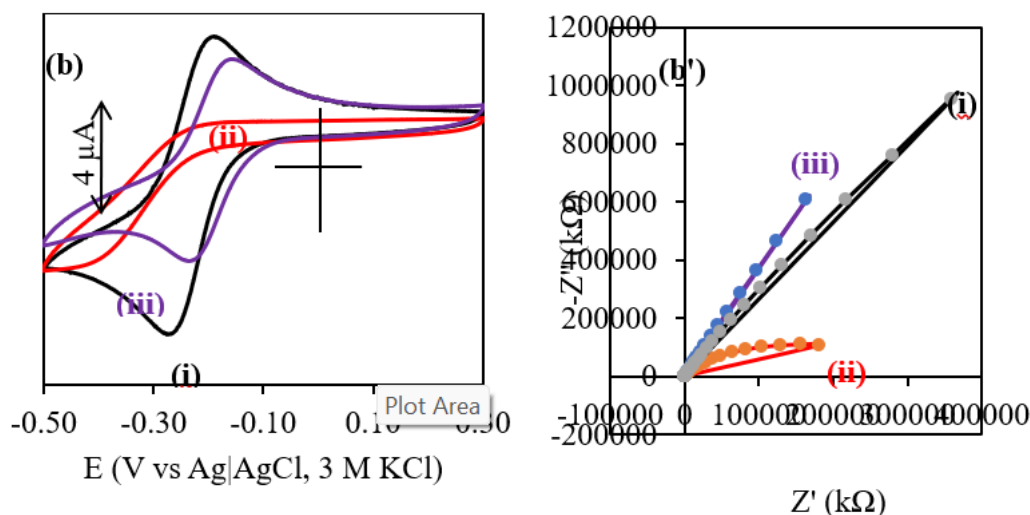 (b)
4 µA
(ii)
(iii)
(i)
Plot Area
-0.50 -0.30 -0.10 0.10 0.30
E (V vs Ag|AgCl, 3 M KCl)
1200000
(b')
1000000
(i)
800000
(iii)
600000
-Z'' (kΩ)
400000
200000
(ii)
0
-100000 0 100000 200000 300000 400000
-200000
Z' (kΩ)